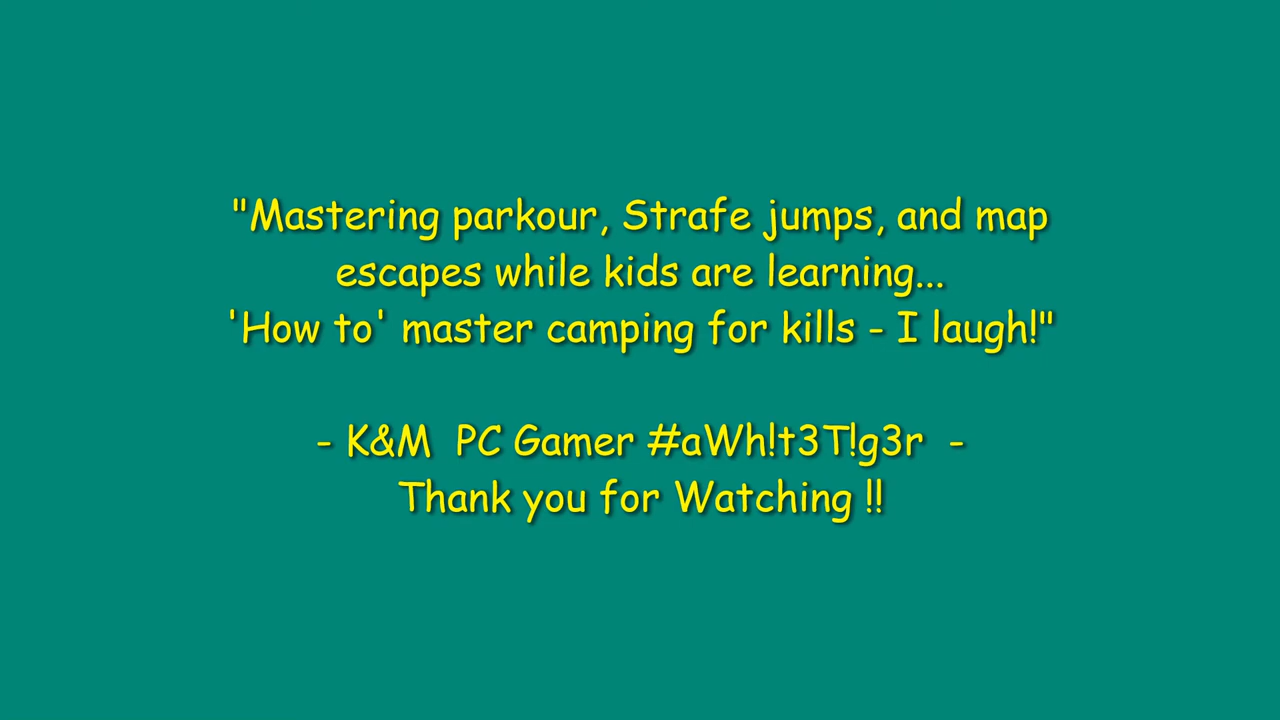 "Mastering parkour, Strafe jumps, and map
escapes while kids are learning...
'How to' master camping for kills - I laugh!"
- K&M  PC Gamer #aWh!t3T!g3r  -
Thank you for Watching !!